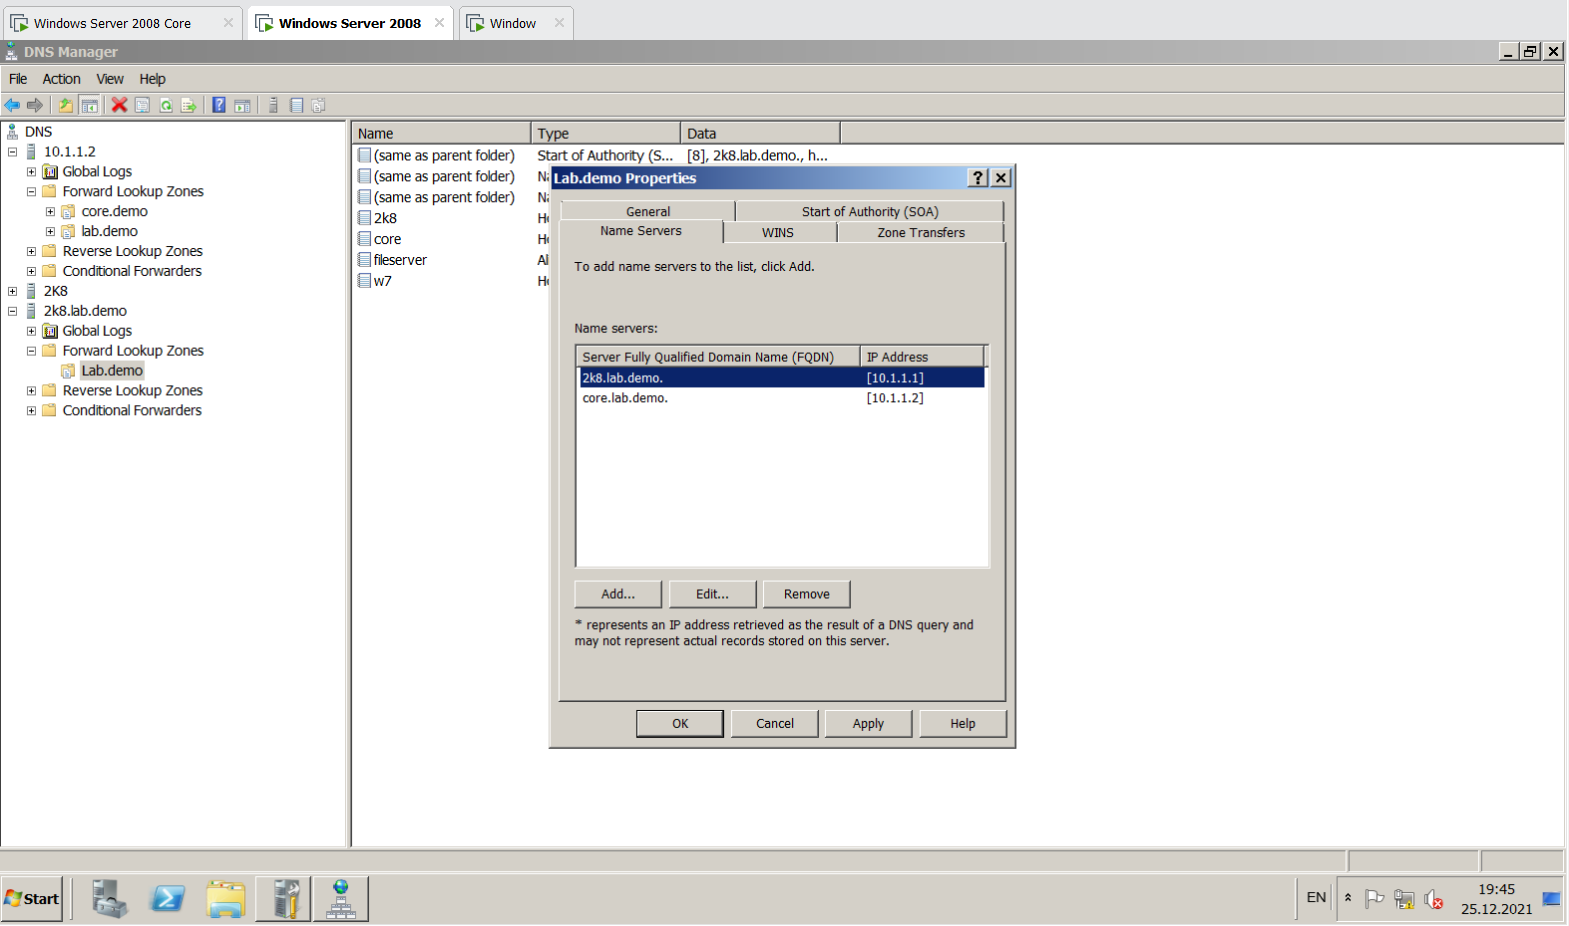 Windows Server 2008 Core
Windows Server 2008
Window
DNS Manager
File Action View Help
DNS
10.1.1.2
Global Logs
Forward Lookup Zones
core.demo
lab.demo
Reverse Lookup Zones
Conditional Forwarders
2K8
2k8.lab.demo
Global Logs
Forward Lookup Zones
Lab.demo
Reverse Lookup Zones
Conditional Forwarders
Name Type Data
(same as parent folder) Start of Authority (S... [8], 2k8.lab.demo., h...
(same as parent folder) Na
(same as parent folder) Na
2k8 Ho
core Ho
fileserver Al
w7 Ho
Lab.demo Properties
General Start of Authority (SOA)
Name Servers WINS Zone Transfers
To add name servers to the list, click Add.
Name servers:
Server Fully Qualified Domain Name (FQDN) IP Address
2k8.lab.demo. [10.1.1.1]
core.lab.demo. [10.1.1.2]
Add... Edit... Remove
* represents an IP address retrieved as the result of a DNS query and
may not represent actual records stored on this server.
OK Cancel Apply Help
Start
EN
19:45
25.12.2021